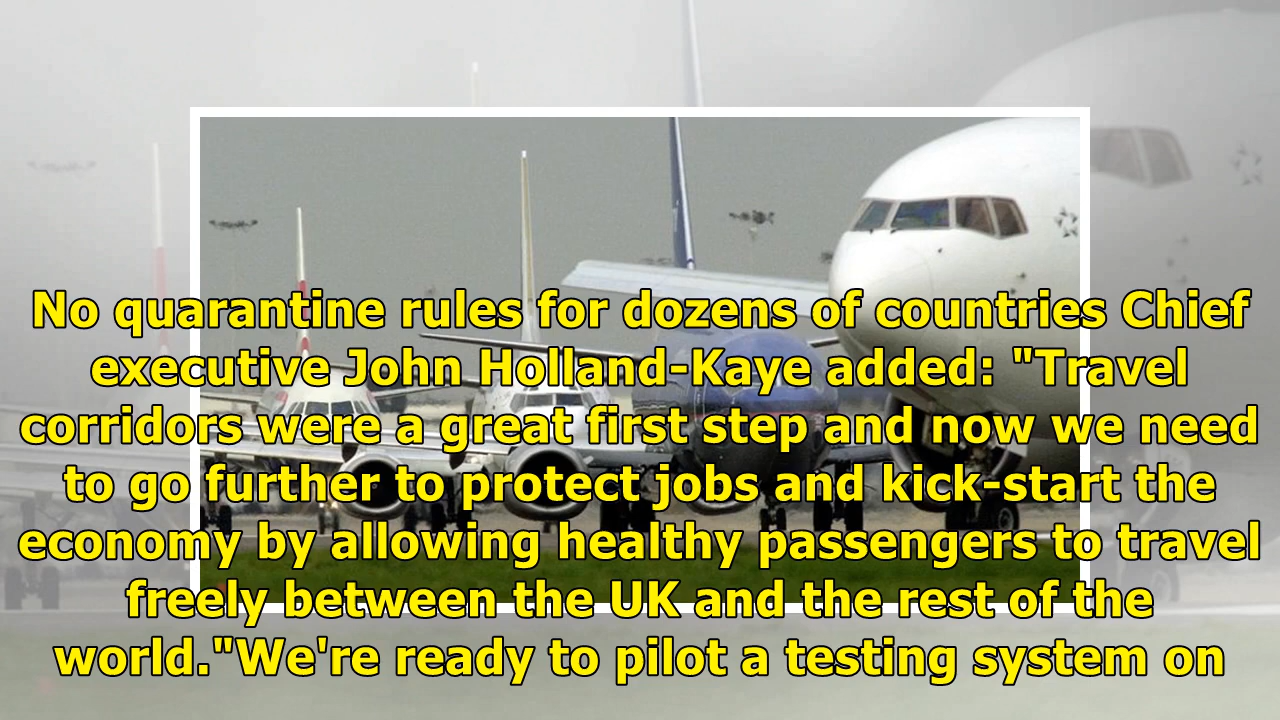 No quarantine rules for dozens of countries Chief
executive John Holland-Kaye added: "Travel
corridors were a great first step and now we need
to go further to protect jobs and kick-start the
economy by allowing healthy passengers to travel
freely between the UK and the rest of the
world."We're ready to pilot a testing system on